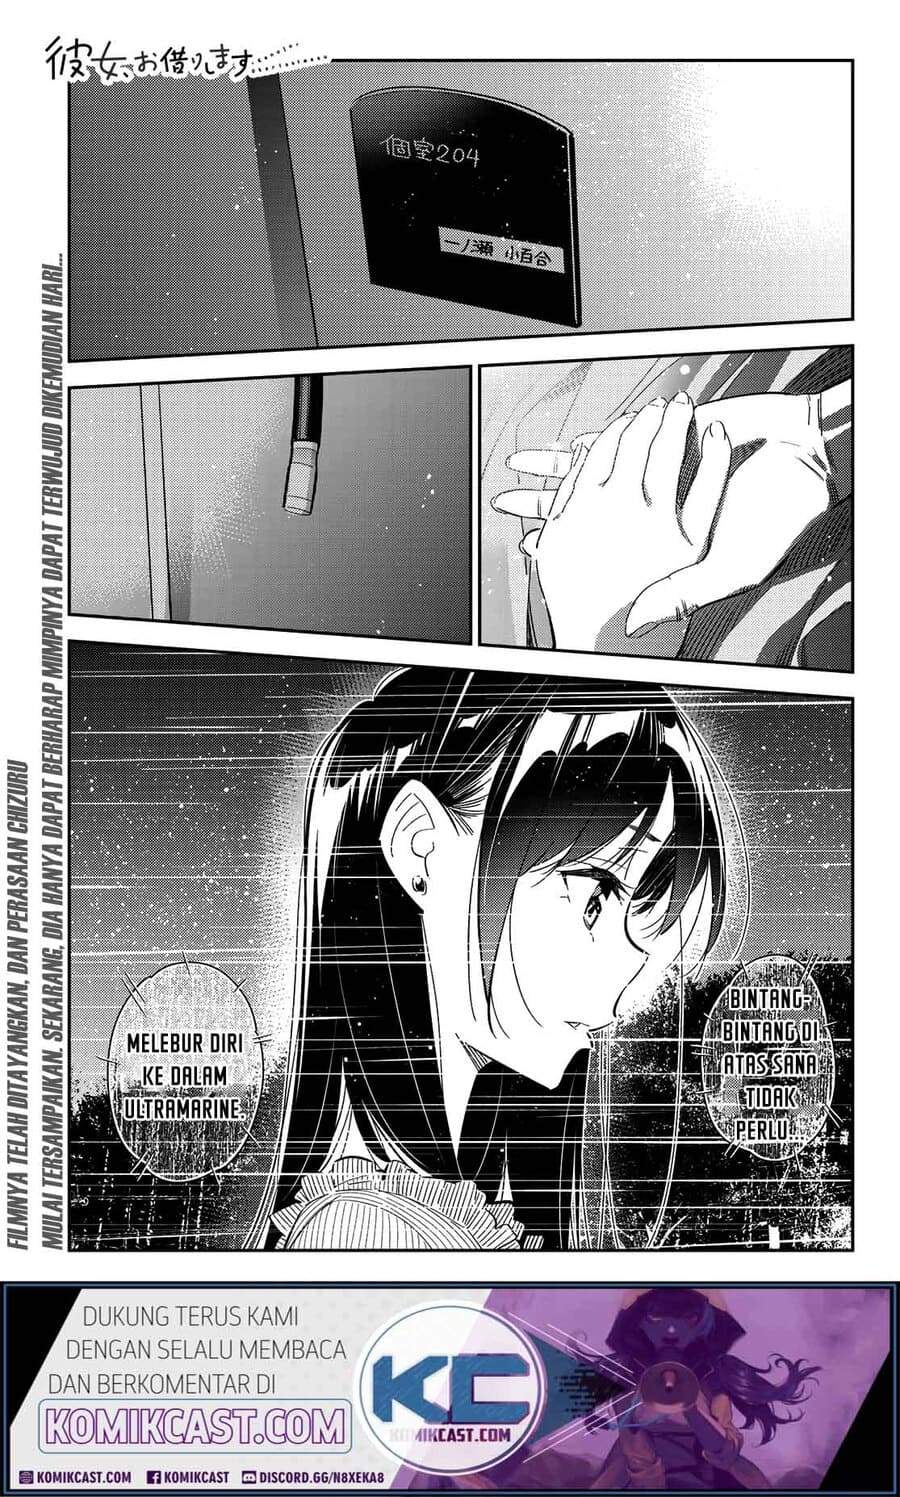 彼女、お借ります
個室204
一ノ瀬 小百合
KOMIKCAST.COM
FILMNYA TELAH DITAYANGKAN, DAN PERASAAN CHIZURU
MULAI TERSAMPAIKAN. SEKARANG, DIA HANYA DAPAT BERHARAP MIMPINYA DAPAT TERWUJUD DIKEMUDIAN HARI...
BINTANG-
BINTANG DI
ATAS SANA
TIDAK
PERLU...
MELEBUR DIRI
KE DALAM
ULTRAMARINE.
DUKUNG TERUS KAMI
DENGAN SELALU MEMBACA
DAN BERKOMENTAR DI
KOMIKCAST.COM
KC
KOMIKCAST.COM
KOMIKCAST.COM
KOMIKCAST
DISCORD.GG/N8XEKA8